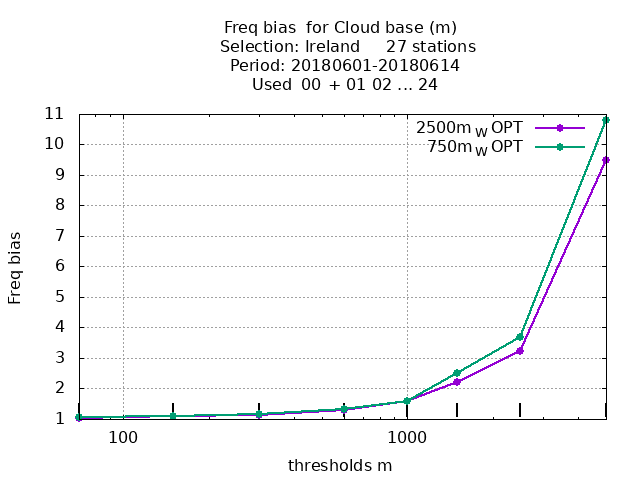 Freq bias  for Cloud base (m)
Selection: Ireland     27 stations
Period: 20180601-20180614
Used  00 + 01 02 ... 24
2500m_W OPT
750m_W OPT
11
10
9
8
7
6
5
4
3
2
1
Freq bias
100
1000
thresholds m